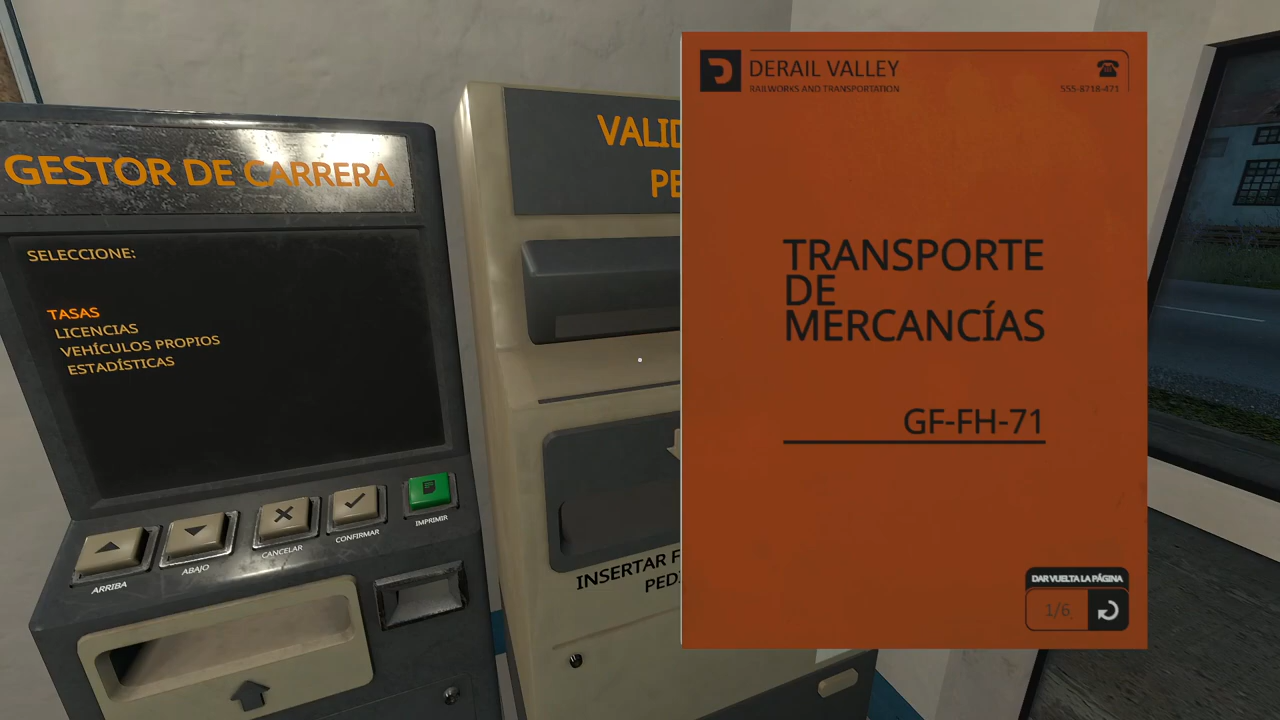 GESTOR DE CARRERA
SELECCIONE:
TASAS
LICENCIAS
VEHÍCULOS PROPIOS
ESTADÍSTICAS
ARRIBA
ABAJO
CANCELAR
CONFIRMAR
IMPRIMIR
VALID
PE
INSERTAR F
PEDI
DERAIL VALLEY
RAILWORKS AND TRANSPORTATION
555-8718-471
TRANSPORTE
DE
MERCANCÍAS
GF-FH-71
DAR VUELTA LA PÁGINA
1/6